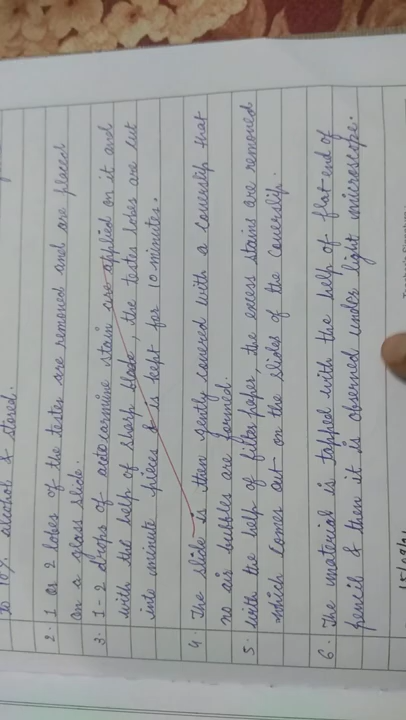 to 70% alcohol & stored.
2. 1 or 2 lobes of the testes are removed and are placed
on a glass slide.
3. 1-2 drops of acetocarmine stain are applied on it and
with the help of sharp blade, the testes lobes are cut
into minute pieces & is kept for 10 minutes.
4. The slide is then gently covered with a coverslip that
no air bubbles are formed.
5. with the help of filter paper, the excess stains are removed
which comes out on the slides of the coverslip.
6. The material is tapped with the help of flat end of
pencil & then it is observed under light microscope.